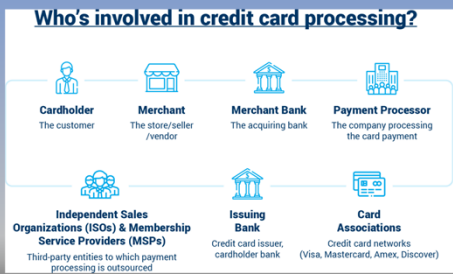 Who's involved in credit card processing?
Cardholder
The customer
Merchant
The store/seller
/vendor
Merchant Bank
The acquiring bank
Payment Processor
The company processing
the card payment
Independent Sales
Organizations (ISOs) & Membership
Service Providers (MSPs)
Third-party entities to which payment
processing is outsourced
Issuing
Bank
Credit card issuer,
cardholder bank
Card
Associations
Credit card networks
(Visa, Mastercard, Amex, Discover)